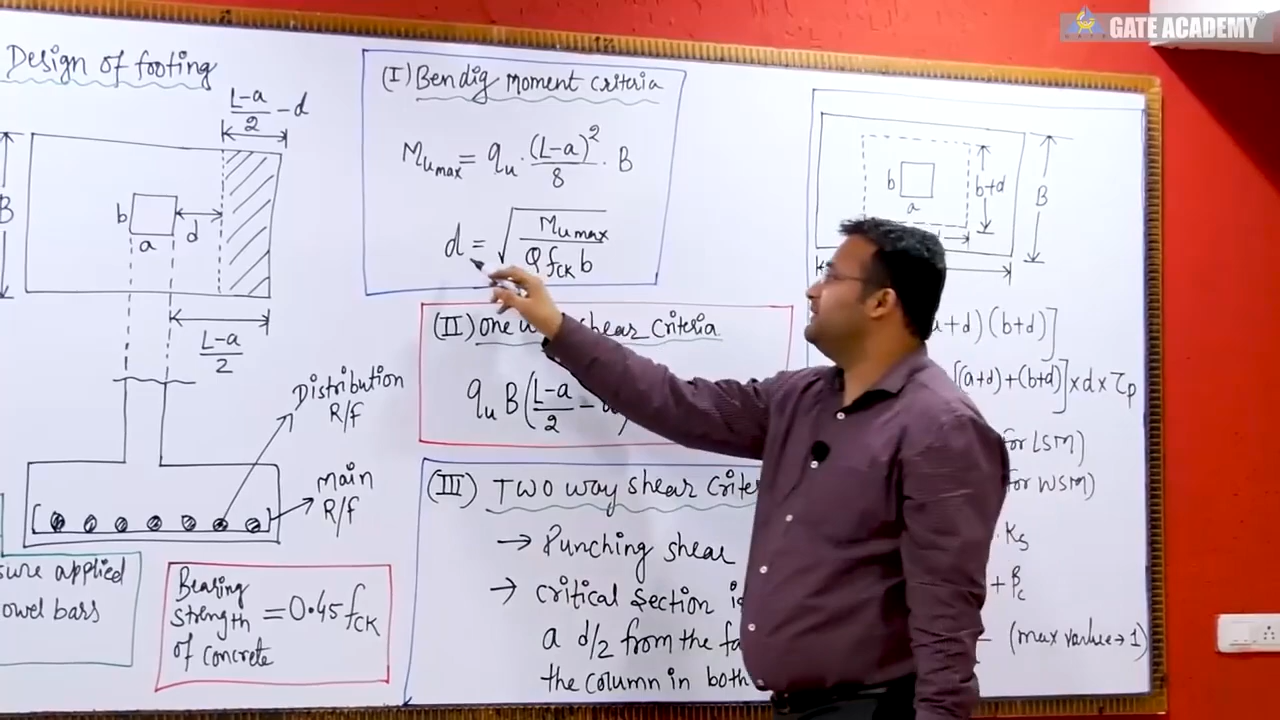 GATE ACADEMY
Design of footing
L-a/2 - d
B
b
a
d
L-a/2
Distribution
R/f
main
R/f
sure applied
owel bars
Bearing
strength = 0.45 fCK
of concrete
(I) Bendig Moment criteria
Mumax = qu · (L-a)²/8 · B
d = √(Mumax/Q fCK b)
(II) One way shear criteria
qu B (L-a/2 -
(III) Two way shear
→ Punching shear
→ critical section is
a d/2 from the
the column in both
b
a
b+d
B
+d) (b+d)]
[(a+d)+(b+d)] × d × τp
for LSM)
for WSM)
· Ks
+ βc
(max value → 1)